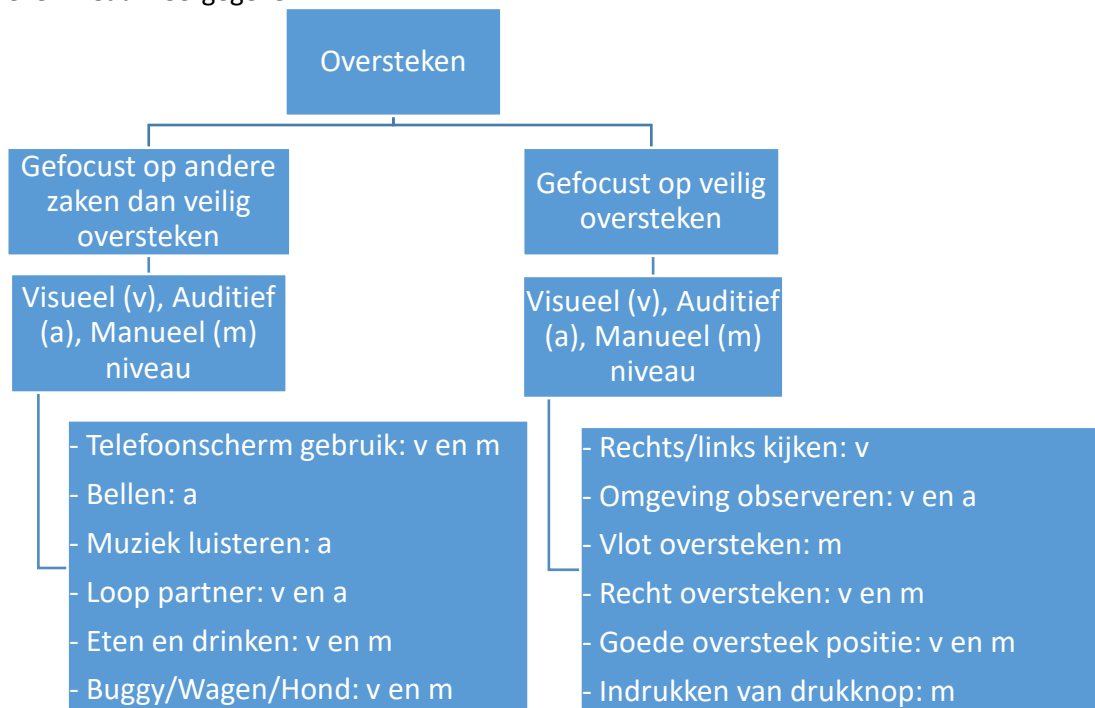 Oversteken
Gefocust op andere
zaken dan veilig
oversteken
Gefocust op veilig
oversteken
Visueel (v), Auditief
(a), Manueel (m)
niveau
Visueel (v), Auditief
(a), Manueel (m)
niveau
- Telefoonscherm gebruik: v en m
- Bellen: a
- Muziek luisteren: a
- Loop partner: v en a
- Eten en drinken: v en m
- Buggy/Wagen/Hond: v en m
- Rechts/links kijken: v
- Omgeving observeren: v en a
- Vlot oversteken: m
- Recht oversteken: v en m
- Goede oversteek positie: v en m
- Indrukken van drukknop: m